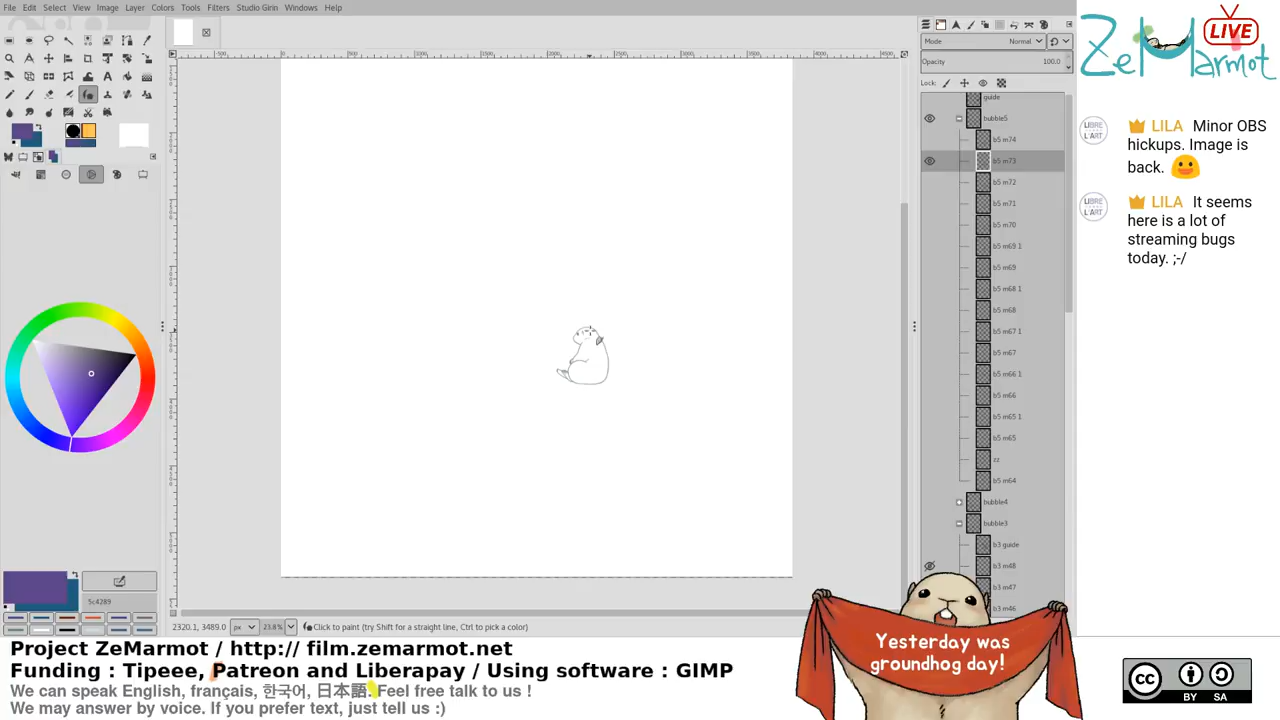 File Edit Select View Image Layer Colors Tools Filters Studio Girin Windows Help
Mode Normal
Opacity 100.0
Lock:
guide
bubble5
b5 m74
b5 m73
b5 m72
b5 m71
b5 m70
b5 m69 1
b5 m69
b5 m68 1
b5 m68
b5 m67 1
b5 m67
b5 m66 1
b5 m66
b5 m65 1
b5 m65
zz
b5 m64
bubble4
bubble3
b3 guide
b3 m48
b3 m47
b3 m46
5c4289
2320.1, 3489.0 px 23.8% Click to paint (try Shift for a straight line, Ctrl to pick a color)
ZeMarmot
LIVE
LILA Minor OBS
hickups. Image is
back.
LILA It seems
here is a lot of
streaming bugs
today. ;-/
Project ZeMarmot / http:// film.zemarmot.net
Funding : Tipeee, Patreon and Liberapay / Using software : GIMP
We can speak English, français, 한국어, 日本語. Feel free talk to us !
We may answer by voice. If you prefer text, just tell us :)
Yesterday was
groundhog day!
cc
BY SA